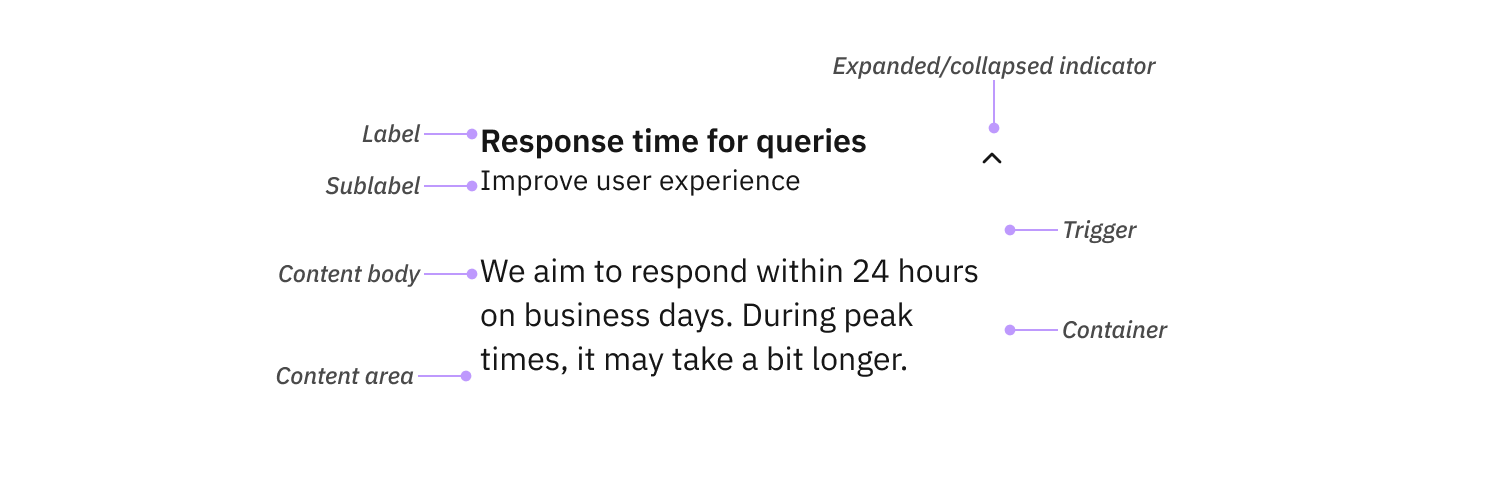 Expanded/collapsed indicator
Label
Response time for queries
Sublabel
Improve user experience
Trigger
Content body
We aim to respond within 24 hours
on business days. During peak
Container
times, it may take a bit longer.
Content area